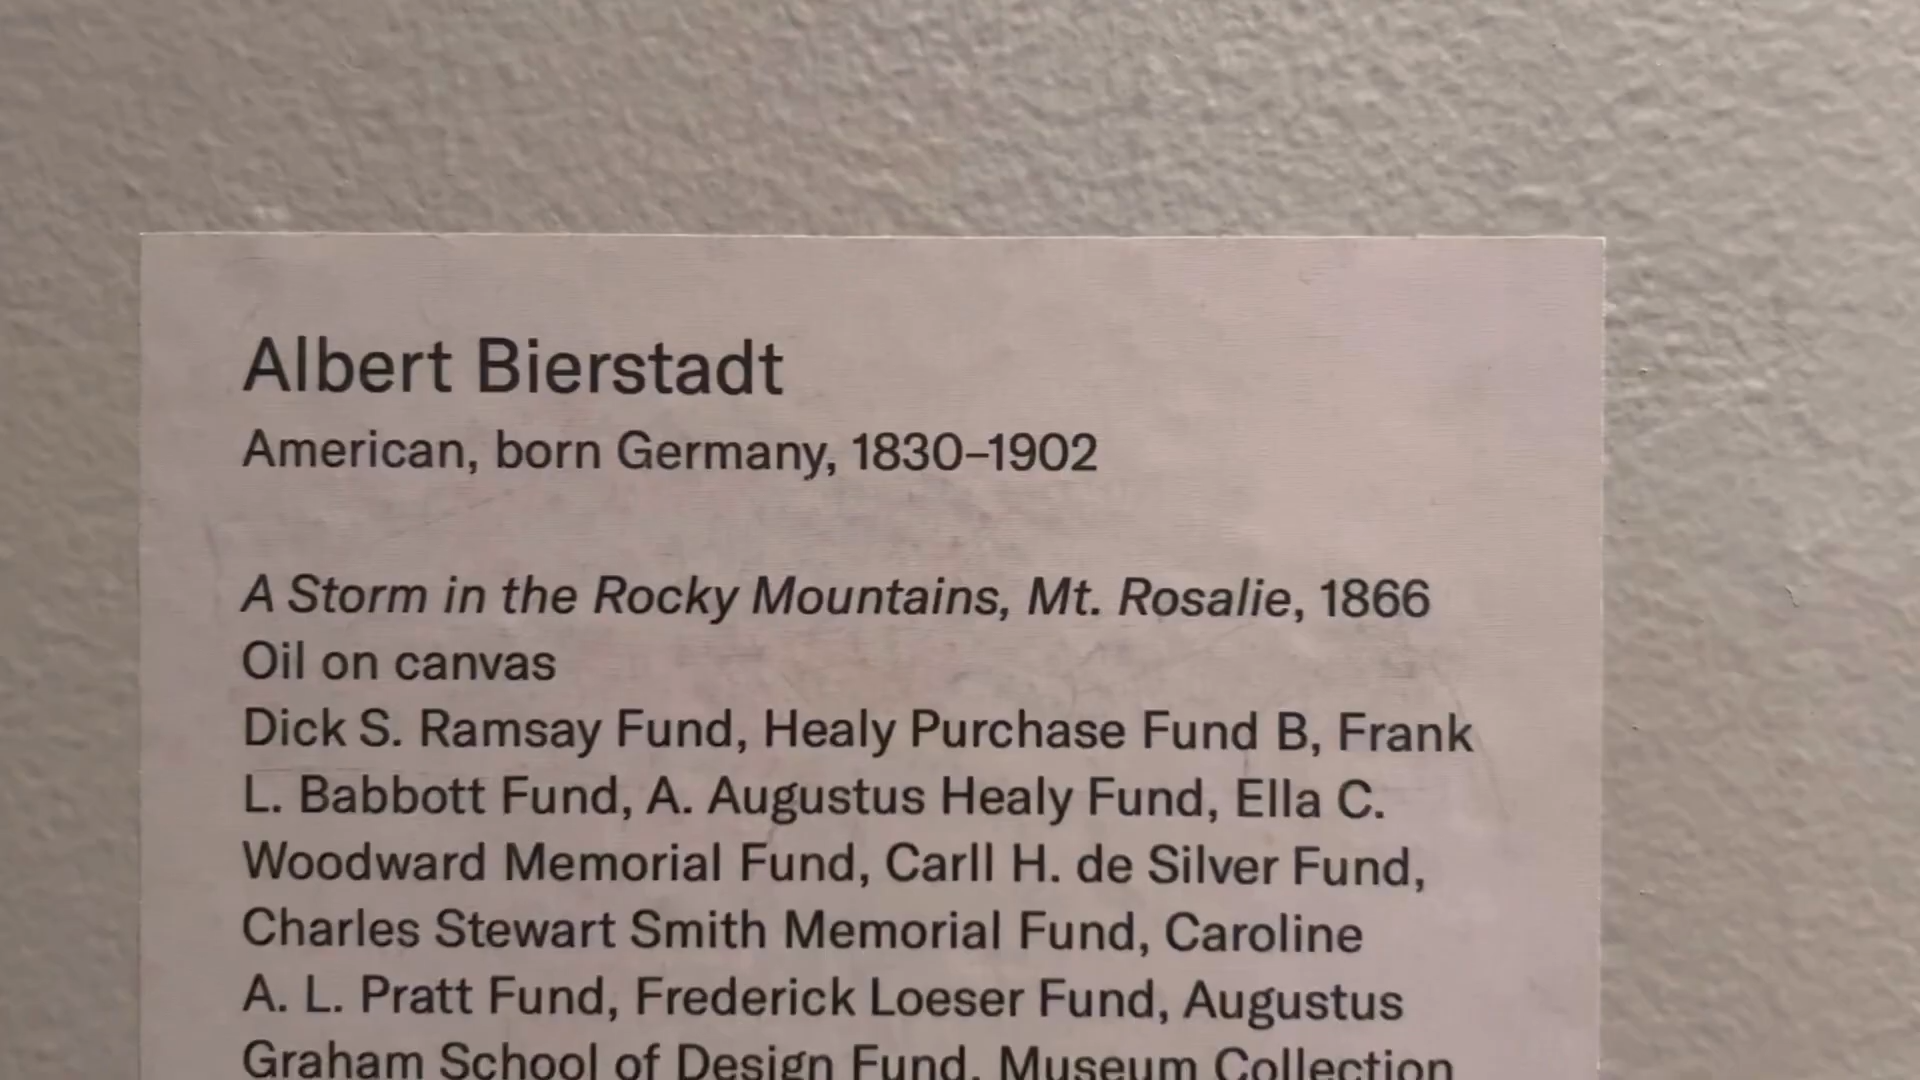 Albert Bierstadt
American, born Germany, 1830–1902
A Storm in the Rocky Mountains, Mt. Rosalie, 1866
Oil on canvas
Dick S. Ramsay Fund, Healy Purchase Fund B, Frank
L. Babbott Fund, A. Augustus Healy Fund, Ella C.
Woodward Memorial Fund, Carll H. de Silver Fund,
Charles Stewart Smith Memorial Fund, Caroline
A. L. Pratt Fund, Frederick Loeser Fund, Augustus
Graham School of Design Fund, Museum Collection